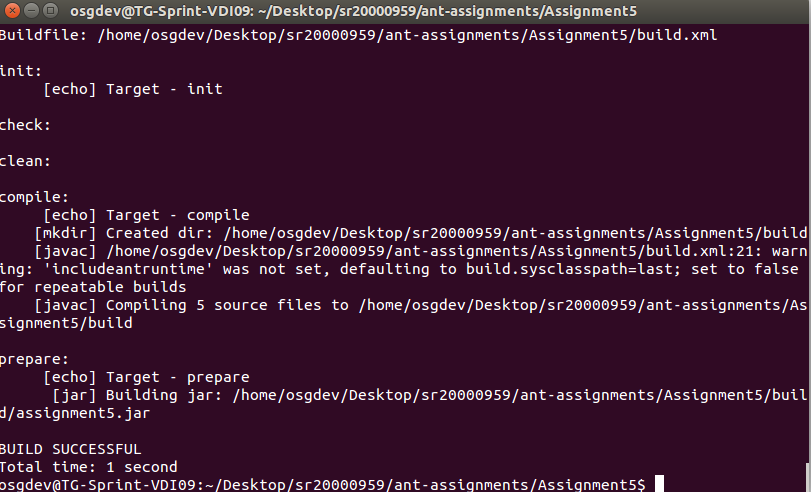 osgdev@TG-Sprint-VDI09: ~/Desktop/sr20000959/ant-assignments/Assignment5
Buildfile: /home/osgdev/Desktop/sr20000959/ant-assignments/Assignment5/build.xml
init:
[echo] Target - init
check:
clean:
compile:
[echo] Target - compile
[mkdir] Created dir: /home/osgdev/Desktop/sr20000959/ant-assignments/Assignment5/build
[javac] /home/osgdev/Desktop/sr20000959/ant-assignments/Assignment5/build.xml:21: warn
ing: 'includeantruntime' was not set, defaulting to build.sysclasspath=last; set to false
for repeatable builds
[javac] Compiling 5 source files to /home/osgdev/Desktop/sr20000959/ant-assignments/As
signment5/build
prepare:
[echo] Target - prepare
[jar] Building jar: /home/osgdev/Desktop/sr20000959/ant-assignments/Assignment5/buil
d/assignment5.jar
BUILD SUCCESSFUL
Total time: 1 second
osgdev@TG-Sprint-VDI09:~/Desktop/sr20000959/ant-assignments/Assignment5$